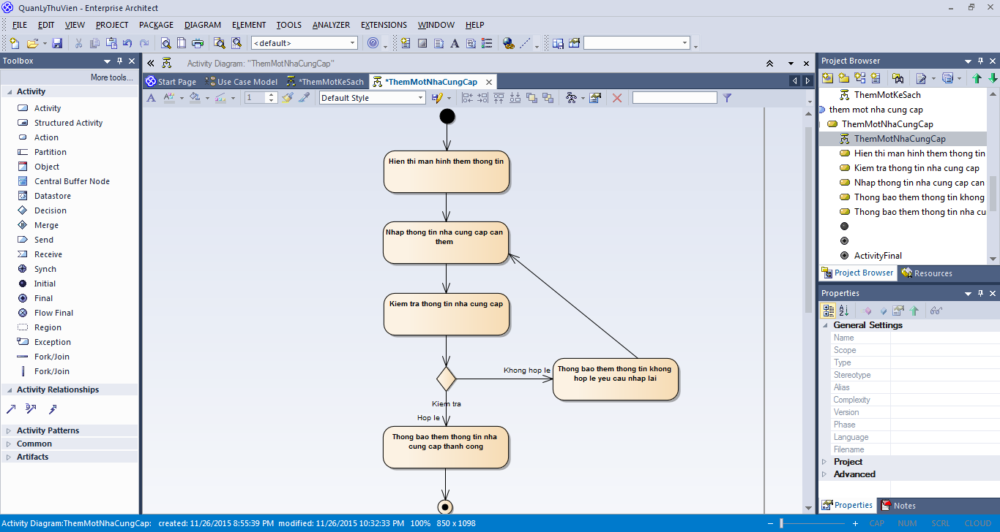 QuanLyThuVien - Enterprise Architect
FILE EDIT VIEW PROJECT PACKAGE DIAGRAM ELEMENT TOOLS ANALYZER EXTENSIONS WINDOW HELP
<default>
Toolbox
More tools...
Activity
Activity
Structured Activity
Action
Partition
Object
Central Buffer Node
Datastore
Decision
Merge
Send
Receive
Synch
Initial
Final
Flow Final
Region
Exception
Fork/Join
Fork/Join
Activity Relationships
Activity Patterns
Common
Artifacts
Activity Diagram: "ThemMotNhaCungCap"
Start Page Use Case Model *ThemMotKeSach *ThemMotNhaCungCap
1 Default Style
Hien thi man hinh them thong tin
Nhap thong tin nha cung cap can
them
Kiem tra thong tin nha cung cap
Khong hop le
Thong bao them thong tin khong
hop le yeu cau nhap lai
Kiem tra
Hop le
Thong bao them thong tin nha
cung cap thanh cong
Project Browser
ThemMotKeSach
them mot nha cung cap
ThemMotNhaCungCap
ThemMotNhaCungCap
Hien thi man hinh them thong tin
Kiem tra thong tin nha cung cap
Nhap thong tin nha cung cap can
Thong bao them thong tin khong
Thong bao them thong tin nha cu
ActivityFinal
Project Browser Resources
Properties
General Settings
Name
Scope
Type
Stereotype
Alias
Complexity
Version
Phase
Language
Filename
Project
Advanced
Properties Notes
Activity Diagram:ThemMotNhaCungCap: created: 11/26/2015 8:55:39 PM modified: 11/26/2015 10:32:33 PM 100% 850 x 1098
CAP NUM SCRL CLOUD